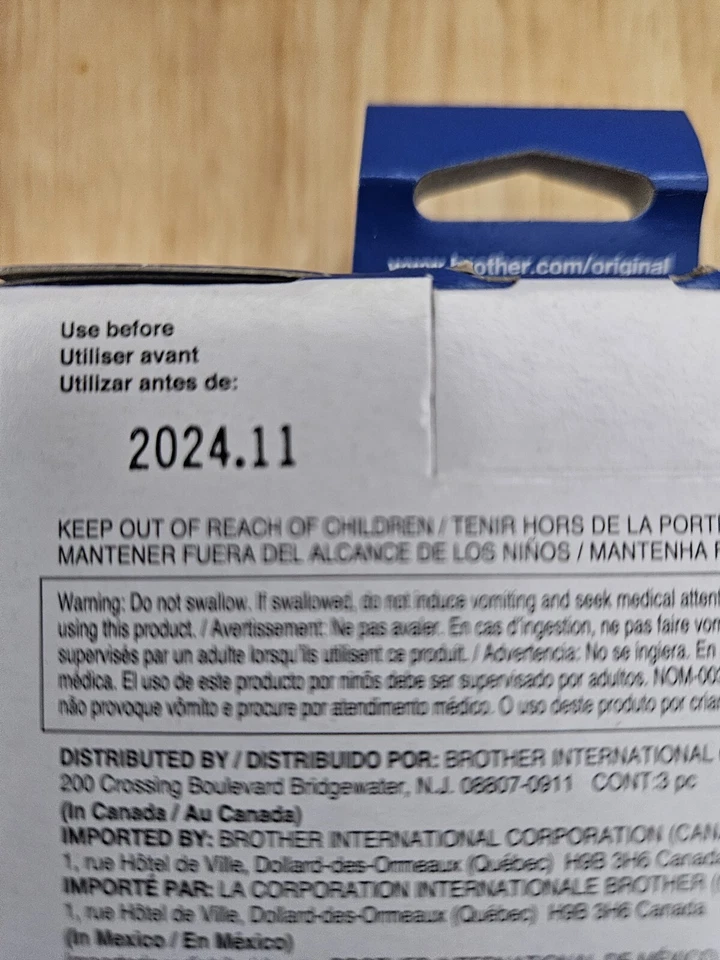 www.brother.com/original
Use before
Utiliser avant
Utilizar antes de:
2024.11
KEEP OUT OF REACH OF CHILDREN / TENIR HORS DE LA PORT
MANTENER FUERA DEL ALCANCE DE LOS NIÑOS / MANTENHA
Warning: Do not swallow. If swallowed, do not induce vomiting and seek medical attent
using this product. / Avertissement: Ne pas avaler. En cas d'ingestion, ne pas faire vom
supervisés par un adulte lorsqu'ils utilisent ce produit. / Advertencia: No se ingiera. En
médica. El uso de este producto por niños debe ser supervisado por adultos. NOM-00
não provoque vômito e procure por atendimento médico. O uso deste produto por crian
DISTRIBUTED BY / DISTRIBUIDO POR: BROTHER INTERNATIONAL
200 Crossing Boulevard Bridgewater, N.J. 08807-0911 CONT:3 pc
(In Canada / Au Canada)
IMPORTED BY: BROTHER INTERNATIONAL CORPORATION (CAN
1, rue Hôtel de Ville, Dollard-des-Ormeaux (Québec) H9B 3H6 Canada
IMPORTÉ PAR: LA CORPORATION INTERNATIONALE BROTHER (
1, rue Hôtel de Ville, Dollard-des-Ormeaux (Québec) H9B 3H6 Canada
(In Mexico / En México)